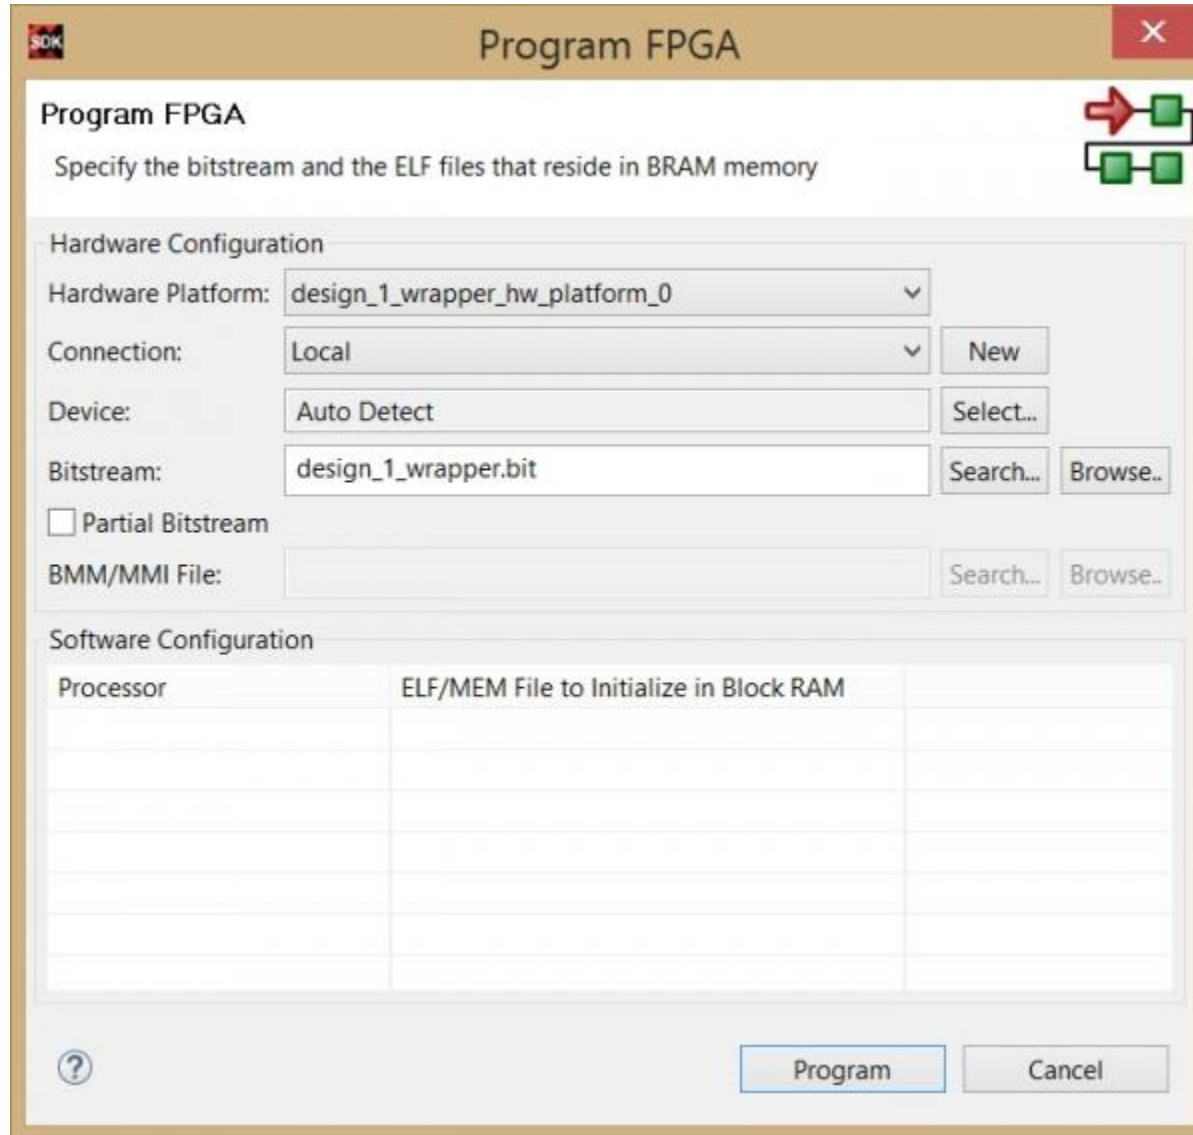 SDK
Program FPGA
Program FPGA
Specify the bitstream and the ELF files that reside in BRAM memory
Hardware Configuration
Hardware Platform: design_1_wrapper_hw_platform_0
Connection: Local New
Device: Auto Detect Select...
Bitstream: design_1_wrapper.bit Search... Browse..
Partial Bitstream
BMM/MMI File: Search... Browse..
Software Configuration
Processor ELF/MEM File to Initialize in Block RAM
Program Cancel